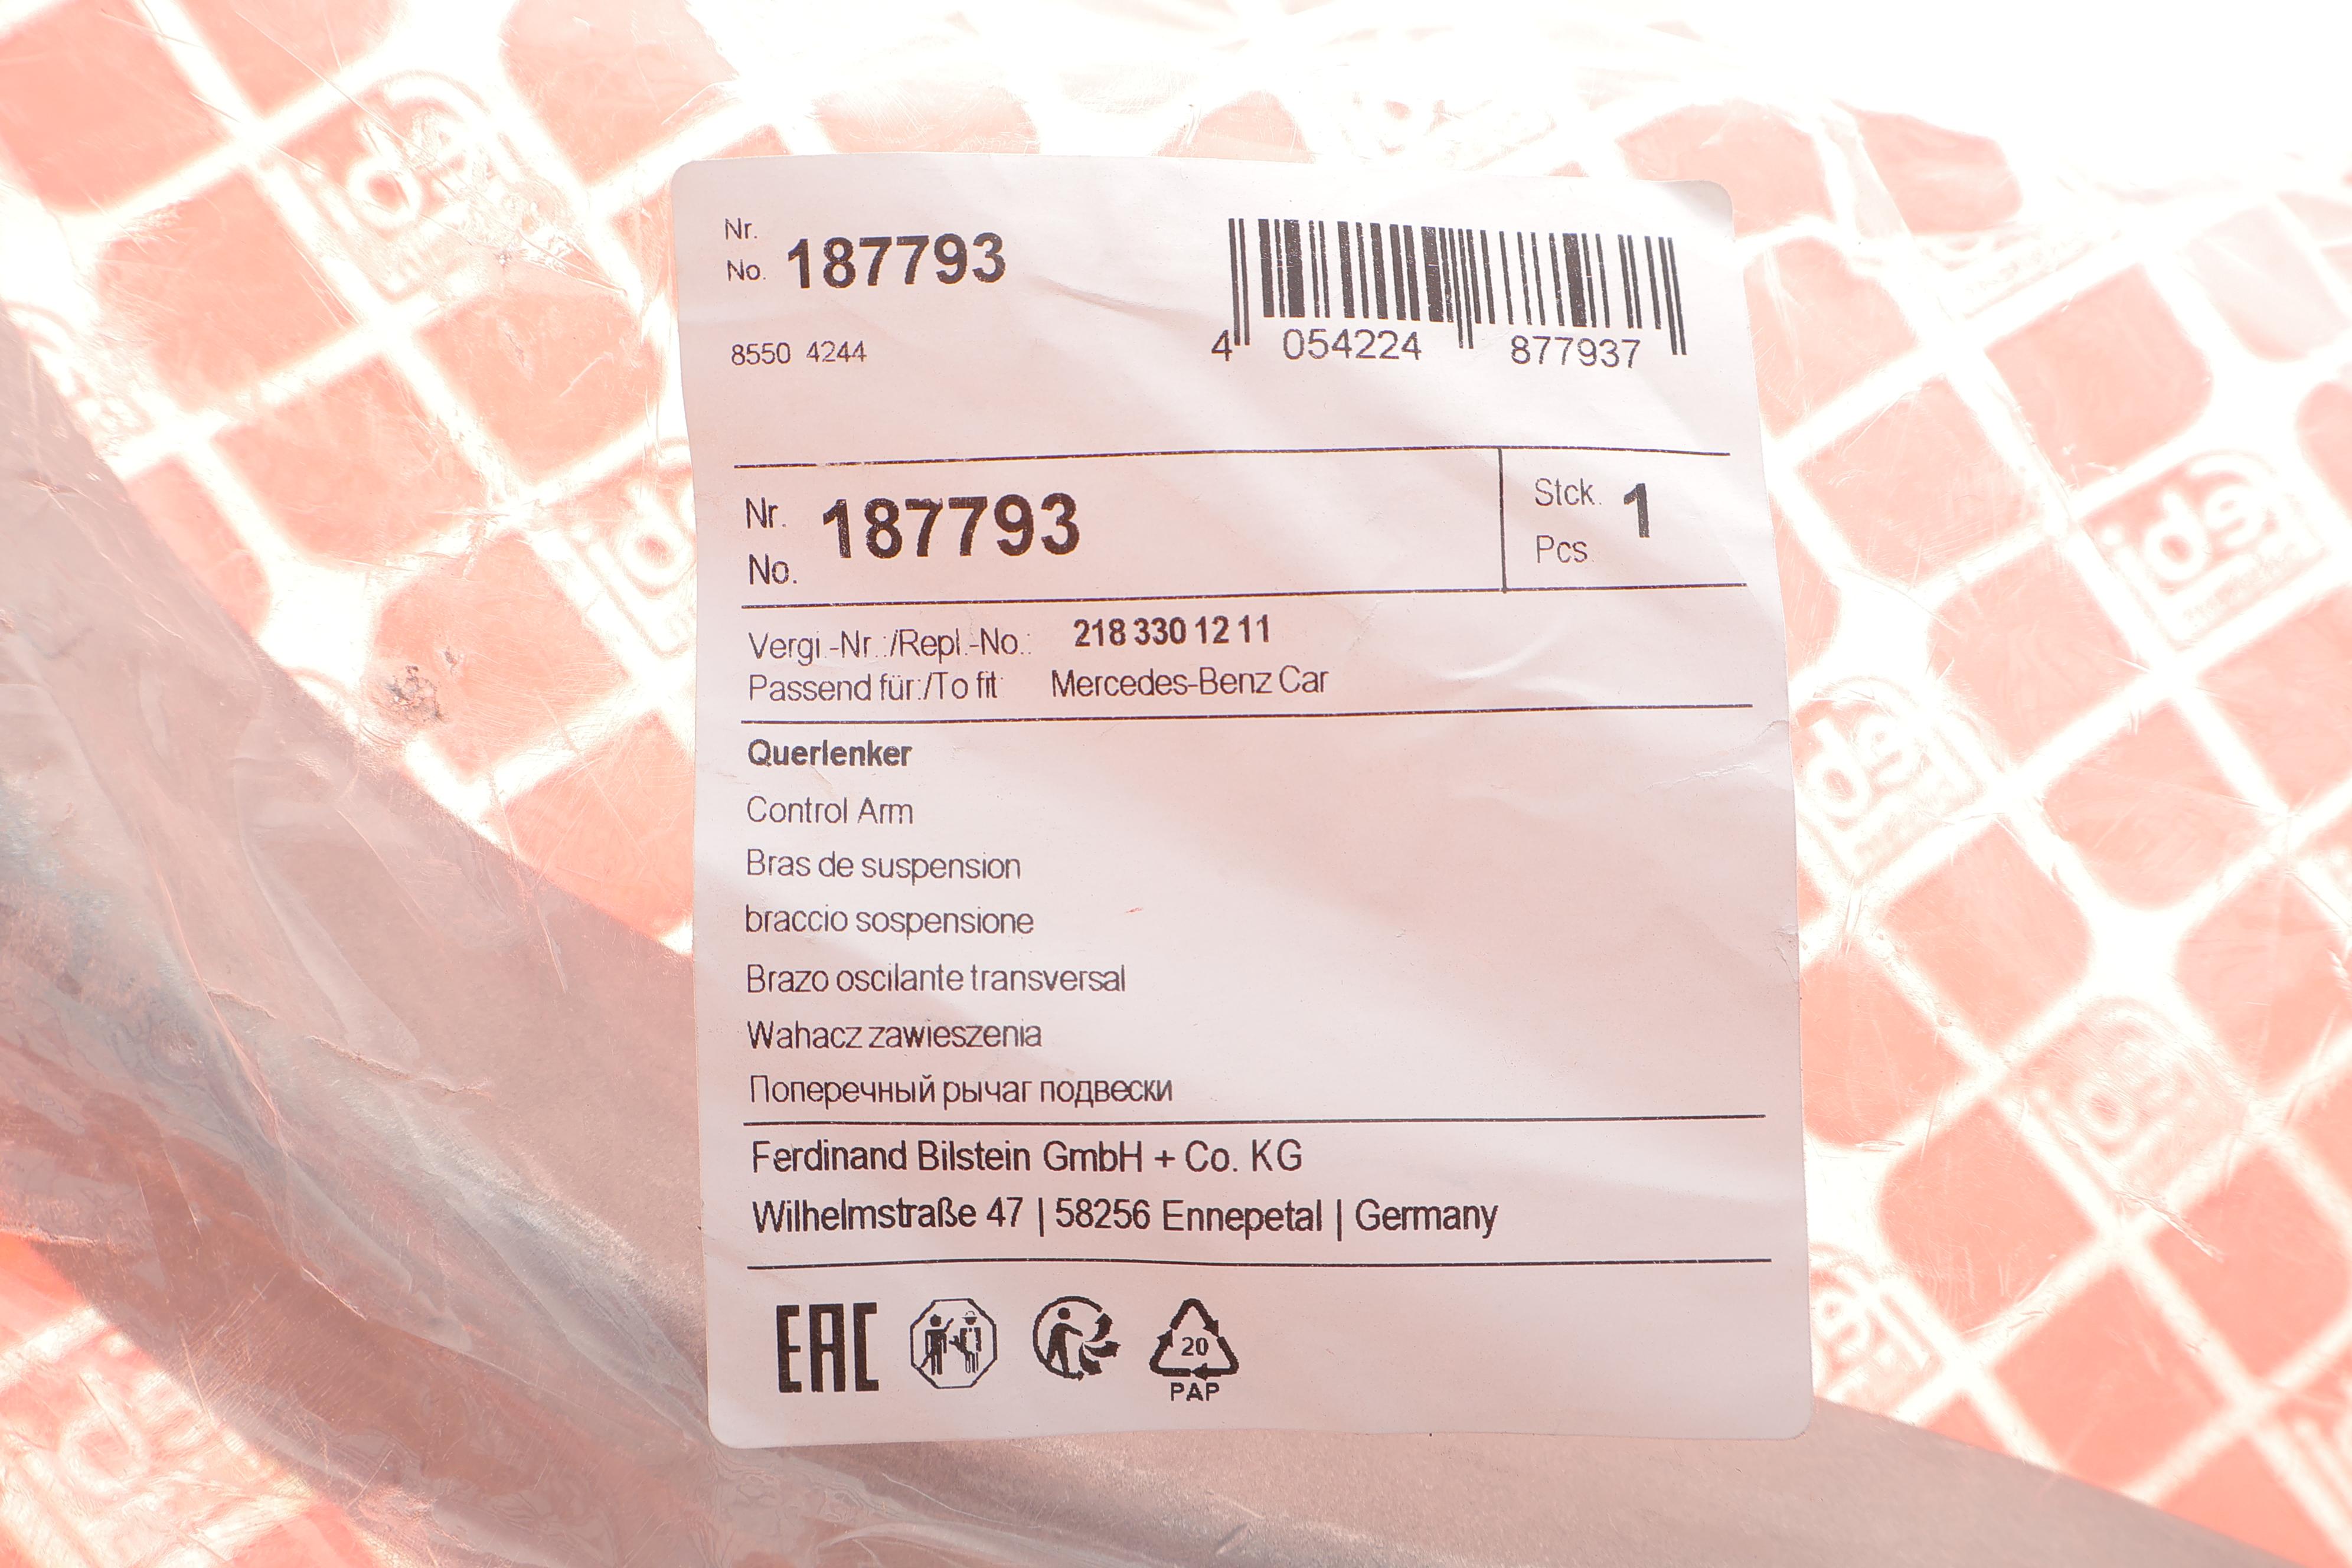 Nr.
No. 187793
4 054224 877937
8550 4244
Nr.
No. 187793
Stck.
Pcs 1
Vergl.-Nr.:/Repl.-No.: 218 330 12 11
Passend für:/To fit: Mercedes-Benz Car
Querlenker
Control Arm
Bras de suspension
braccio sospensione
Brazo oscilante transversal
Wahacz zawieszenia
Поперечный рычаг подвески
Ferdinand Bilstein GmbH + Co. KG
Wilhelmstraße 47 | 58256 Ennepetal | Germany
EAC
20
PAP